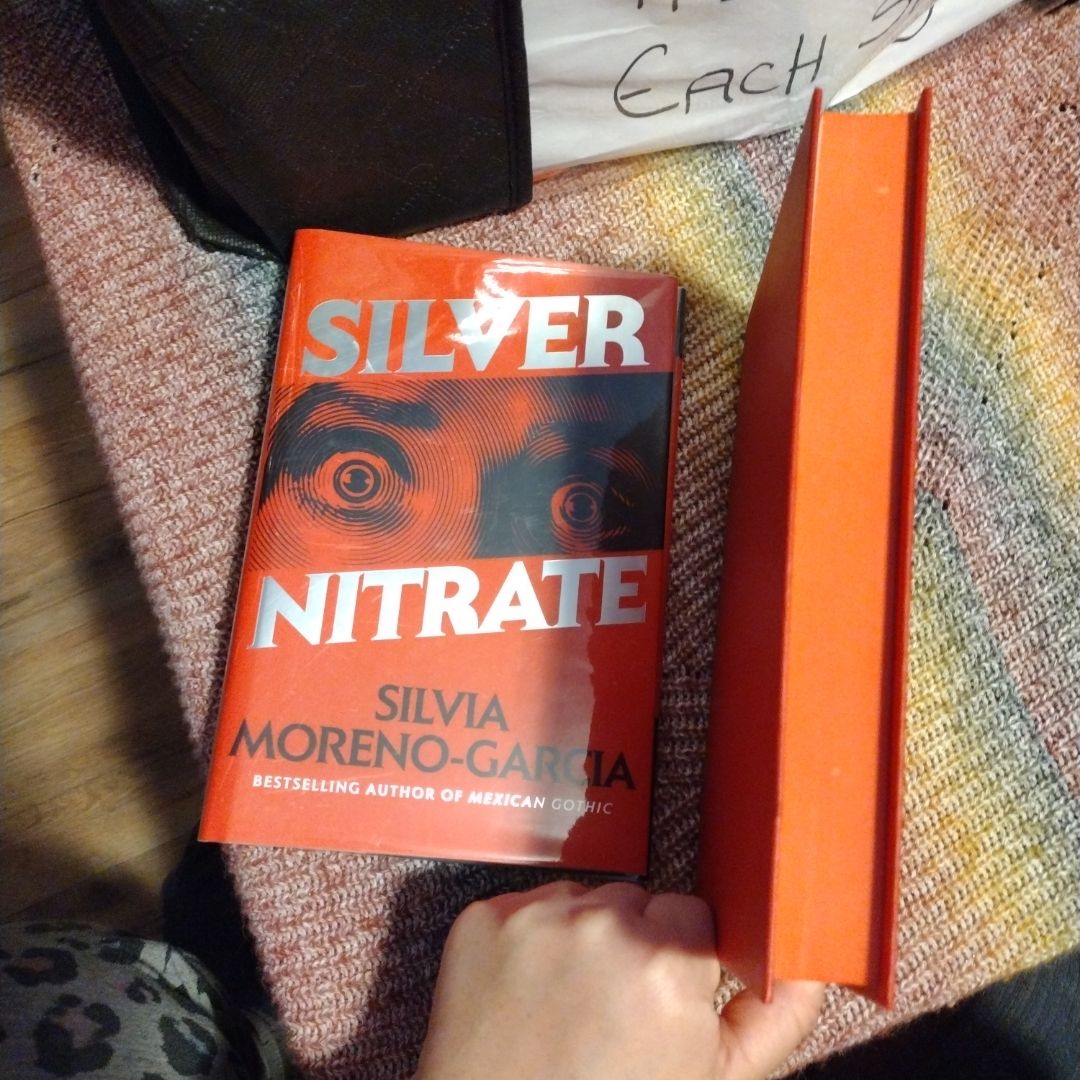 EACH
SILVER
NITRATE
SILVIA
MORENO-GARCIA
BESTSELLING AUTHOR OF MEXICAN GOTHIC